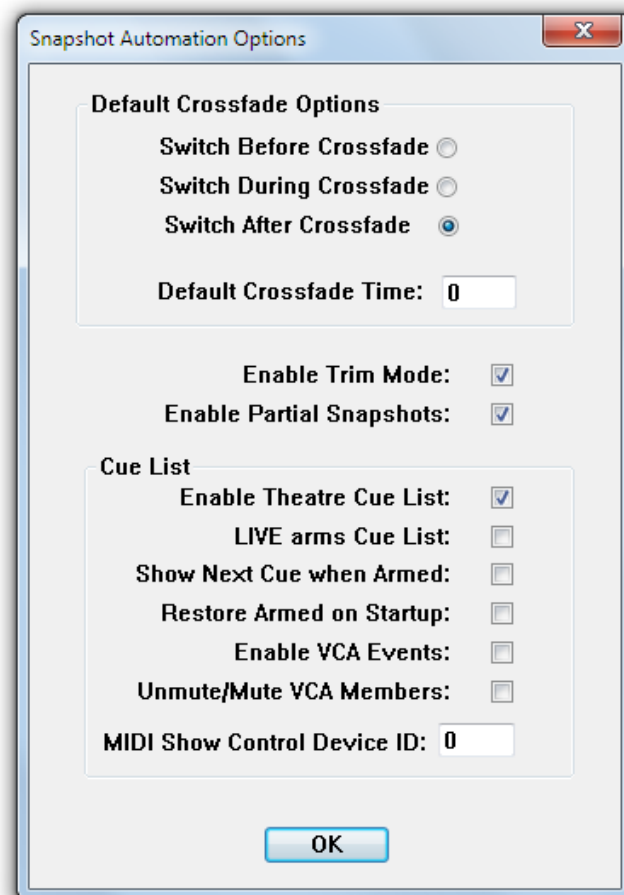 Snapshot Automation Options
Default Crossfade Options
Switch Before Crossfade
Switch During Crossfade
Switch After Crossfade
Default Crossfade Time: 0
Enable Trim Mode:
Enable Partial Snapshots:
Cue List
Enable Theatre Cue List:
LIVE arms Cue List:
Show Next Cue when Armed:
Restore Armed on Startup:
Enable VCA Events:
Unmute/Mute VCA Members:
MIDI Show Control Device ID: 0
OK